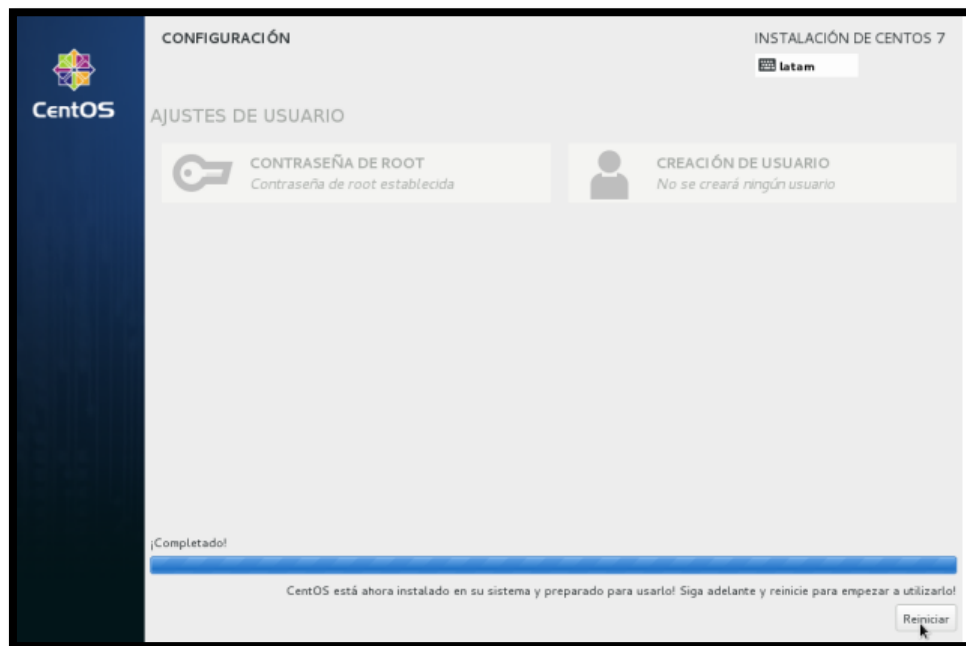 CentOS
CONFIGURACIÓN
INSTALACIÓN DE CENTOS 7
latam
AJUSTES DE USUARIO
CONTRASEÑA DE ROOT
Contraseña de root establecida
CREACIÓN DE USUARIO
No se creará ningún usuario
¡Completado!
CentOS está ahora instalado en su sistema y preparado para usarlo! Siga adelante y reinicie para empezar a utilizarlo!
Reiniciar